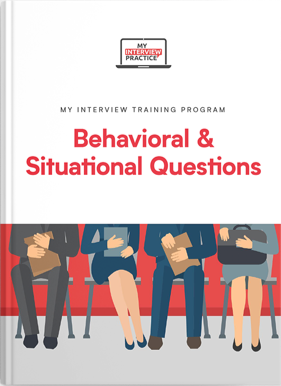 MY
INTERVIEW
PRACTICE
MY INTERVIEW TRAINING PROGRAM
Behavioral &
Situational Questions